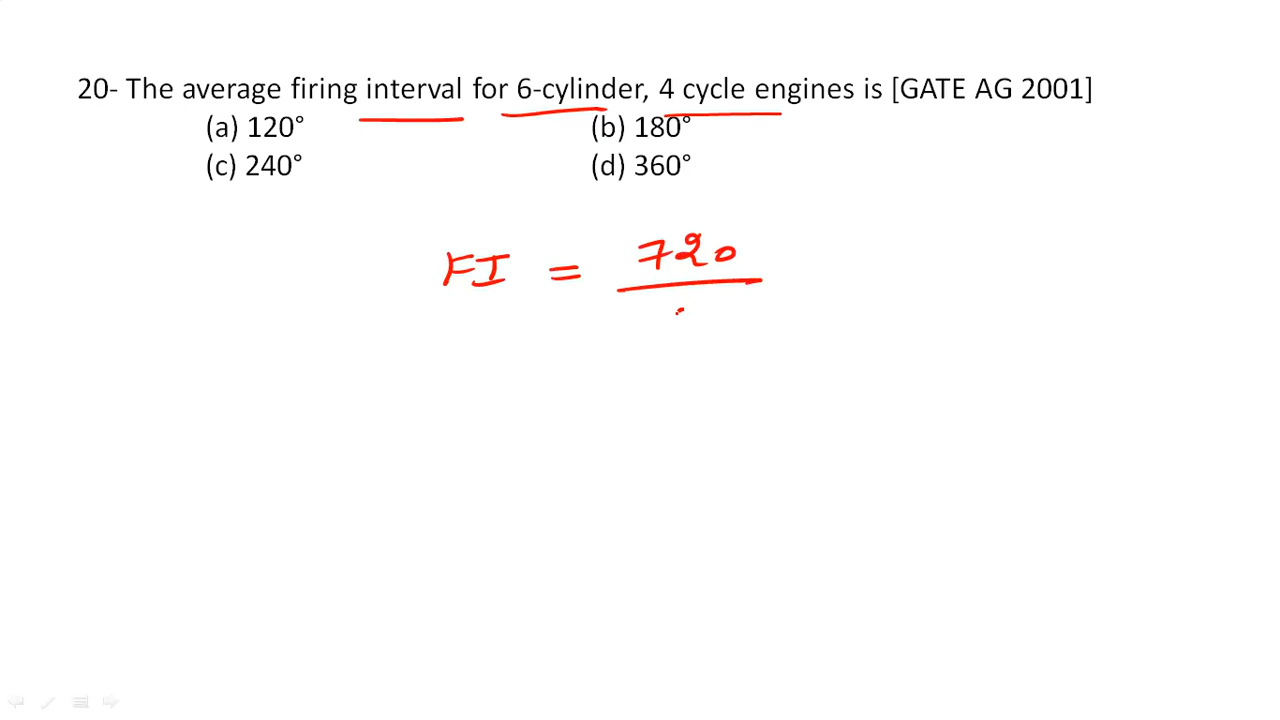 20- The average firing interval for 6-cylinder, 4 cycle engines is [GATE AG 2001]
(a) 120° (b) 180°
(c) 240° (d) 360°
FI = 720